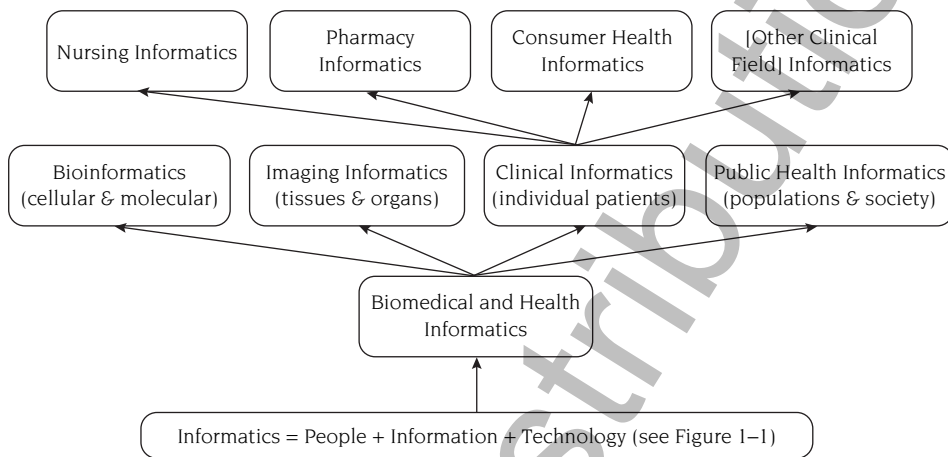 Nursing Informatics
Pharmacy
Informatics
Consumer Health
Informatics
[Other Clinical
Field] Informatics
Bioinformatics
(cellular & molecular)
Imaging Informatics
(tissues & organs)
Clinical Informatics
(individual patients)
Public Health Informatics
(populations & society)
Biomedical and Health
Informatics
Informatics = People + Information + Technology (see Figure 1–1)
stributio